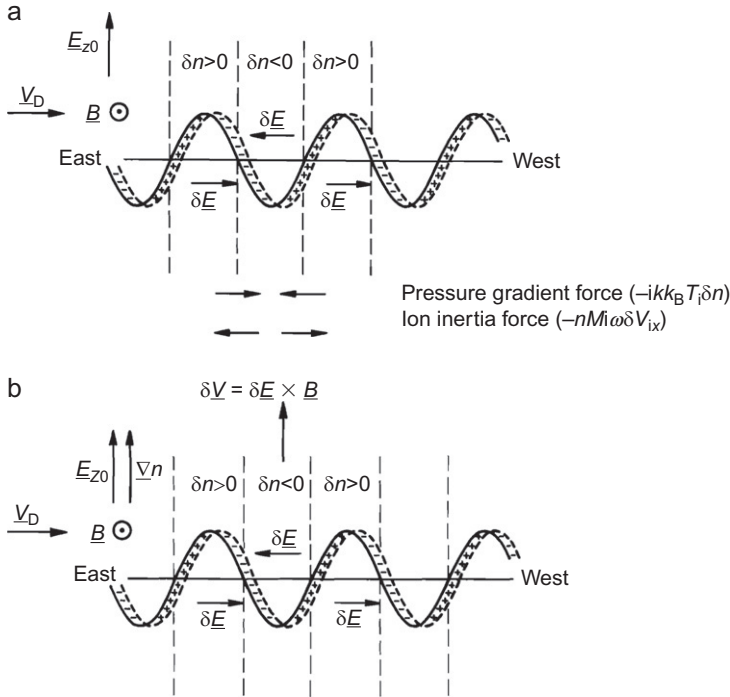 a
E_z0
δn>0 δn<0 δn>0
V_D
B
δE
East
West
δE
δE
Pressure gradient force (–ikk_BT_iδn)
Ion inertia force (–nMiωδV_ix)
b
δV = δE × B
E_Z0
∇n
δn>0 δn<0 δn>0
V_D
B
δE
East
West
δE
δE